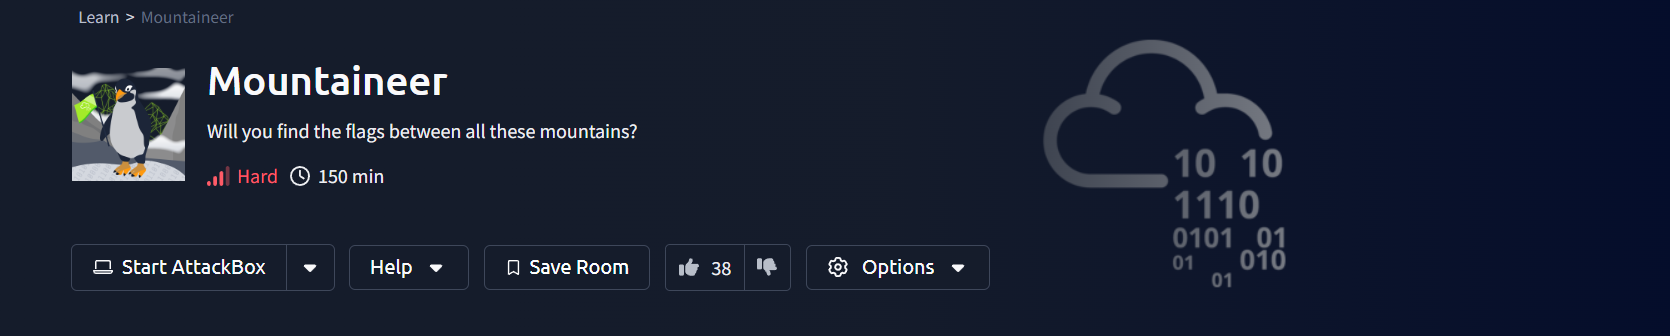 Learn > Mountaineer
Mountaineer
Will you find the flags between all these mountains?
Hard 150 min
Start AttackBox Help Save Room 38 Options
10 10
1110
0101 01
01 010
01